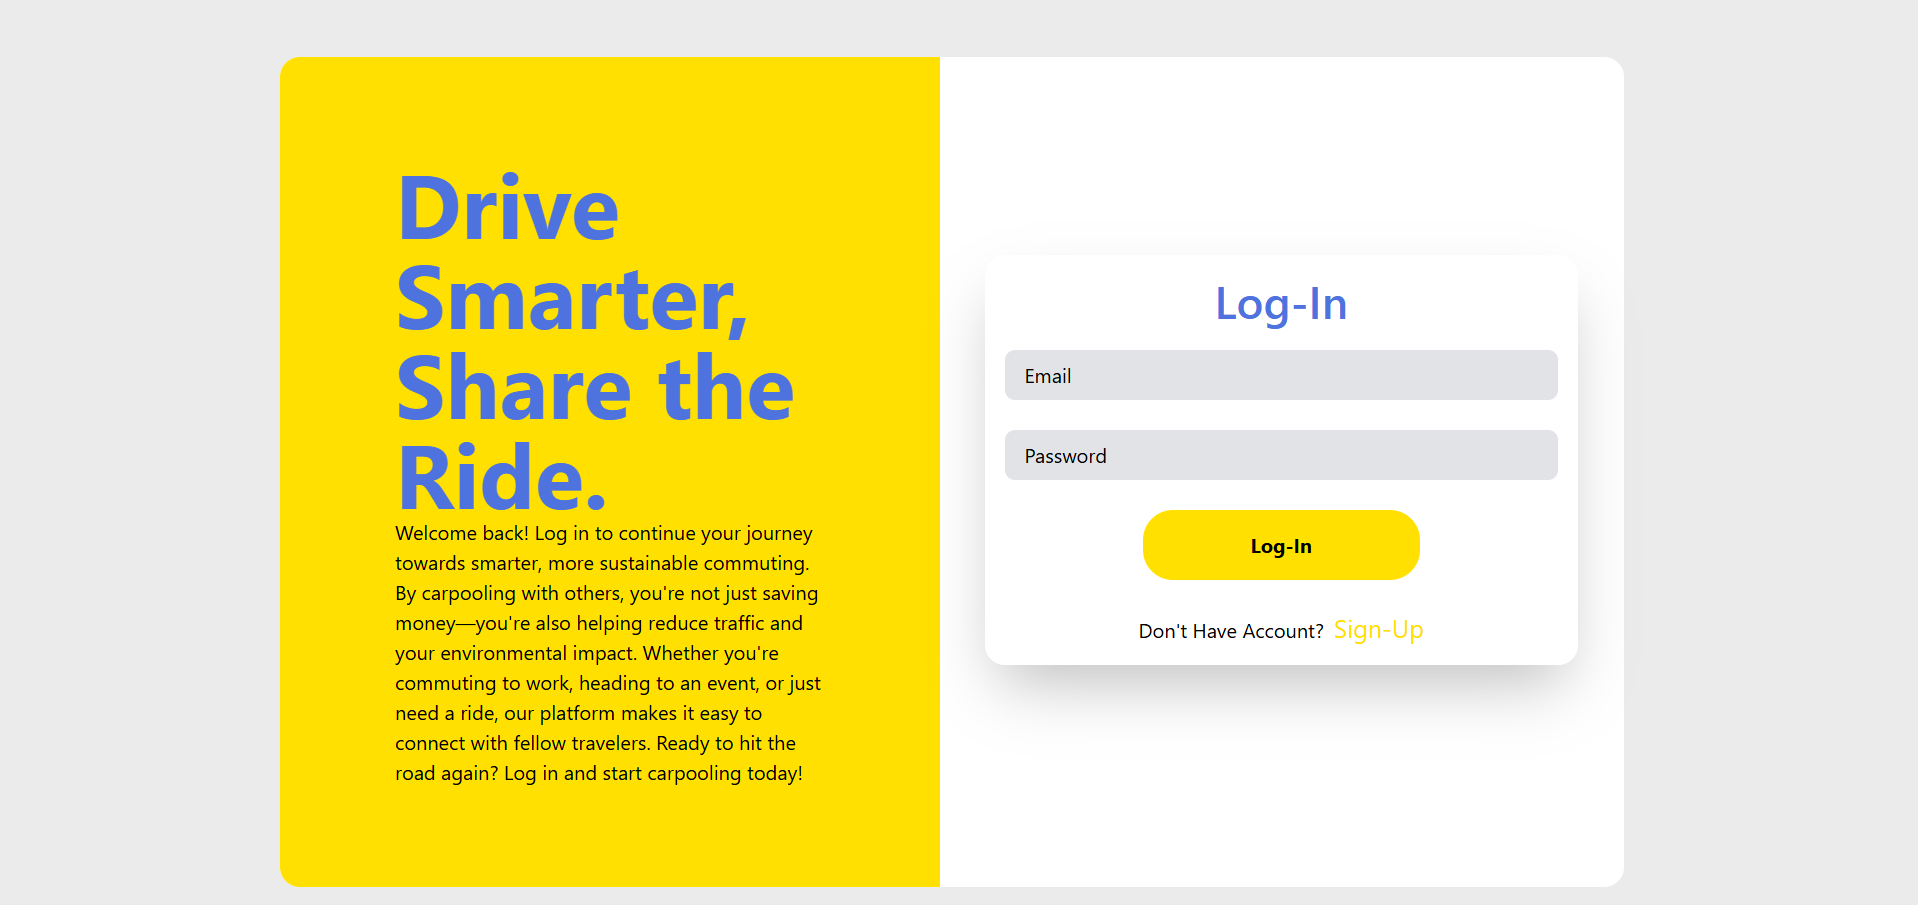 Drive
Smarter,
Share the
Ride.
Welcome back! Log in to continue your journey
towards smarter, more sustainable commuting.
By carpooling with others, you're not just saving
money—you're also helping reduce traffic and
your environmental impact. Whether you're
commuting to work, heading to an event, or just
need a ride, our platform makes it easy to
connect with fellow travelers. Ready to hit the
road again? Log in and start carpooling today!
Log-In
Email
Password
Log-In
Don't Have Account? Sign-Up